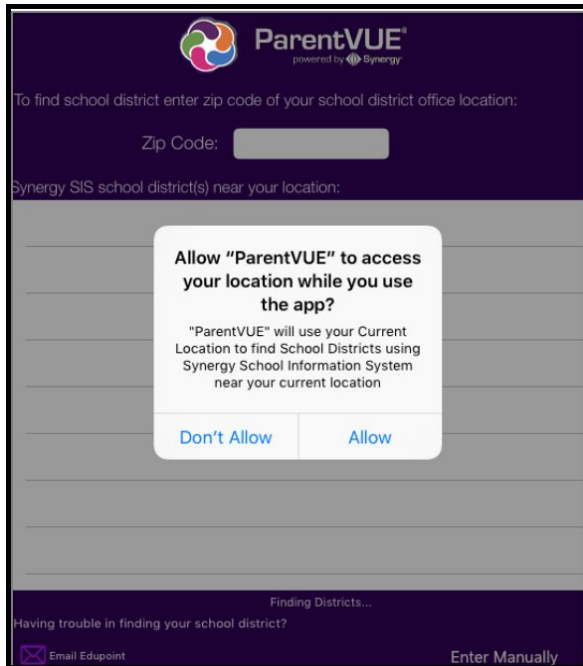 ParentVUE®
powered by Synergy
To find school district enter zip code of your school district office location:
Zip Code:
Synergy SIS school district(s) near your location:
Allow “ParentVUE” to access
your location while you use
the app?
"ParentVUE" will use your Current
Location to find School Districts using
Synergy School Information System
near your current location
Don’t Allow
Allow
Finding Districts...
Having trouble in finding your school district?
Email Edupoint
Enter Manually